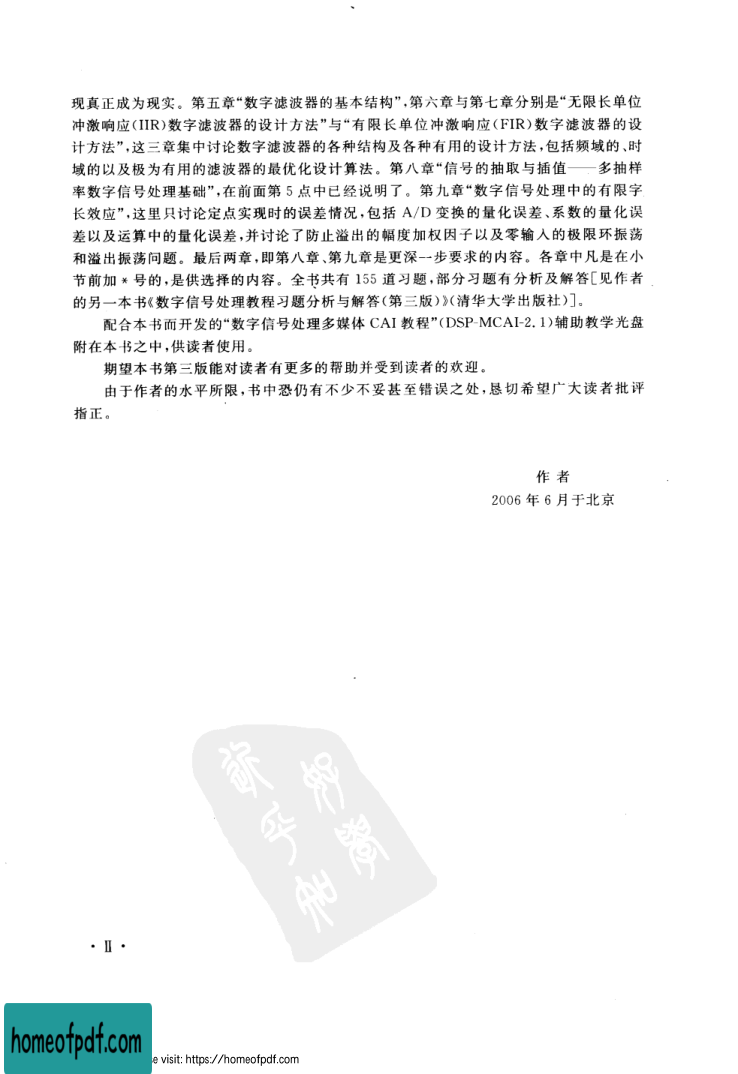 现真正成为现实。第五章“数字滤波器的基本结构”,第六章与第七章分别是“无限长单位
冲激响应(IIR)数字滤波器的设计方法”与“有限长单位冲激响应(FIR)数字滤波器的设
计方法”,这三章集中讨论数字滤波器的各种结构及各种有用的设计方法,包括频域的、时
域的以及极为有用的滤波器的最优化设计算法。第八章“信号的抽取与插值——多抽样
率数字信号处理基础”,在前面第 5 点中已经说明了。第九章“数字信号处理中的有限字
长效应”,这里只讨论定点实现时的误差情况,包括 A/D 变换的量化误差、系数的量化误
差以及运算中的量化误差,并讨论了防止溢出的幅度加权因子以及零输入的极限环振荡
和溢出振荡问题。最后两章,即第八章、第九章是更深一步要求的内容。各章中凡是在小
节前加 * 号的,是供选择的内容。全书共有 155 道习题,部分习题有分析及解答[见作者
的另一本书《数字信号处理教程习题分析与解答(第三版)》(清华大学出版社)]。
配合本书而开发的“数字信号处理多媒体 CAI 教程”(DSP-MCAI-2.1)辅助教学光盘
附在本书之中,供读者使用。
期望本书第三版能对读者有更多的帮助并受到读者的欢迎。
由于作者的水平所限,书中恐仍有不少不妥甚至错误之处,恳切希望广大读者批评
指正。
作 者
2006 年 6 月于北京
· Ⅱ ·
homeofpdf.com
e visit: https://homeofpdf.com